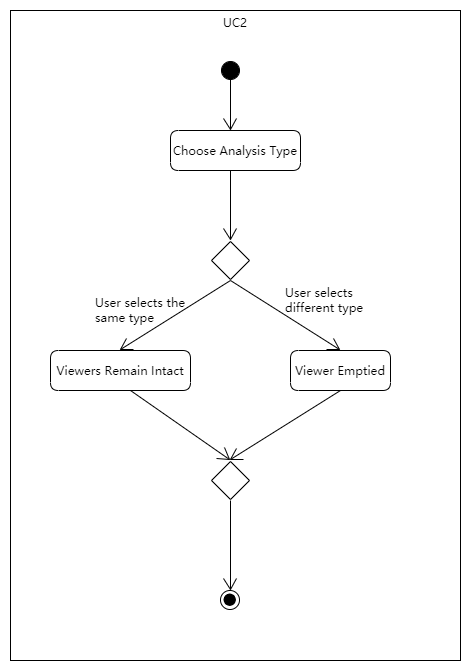 UC2
Choose Analysis Type
User selects the
same type
User selects
different type
Viewers Remain Intact
Viewer Emptied